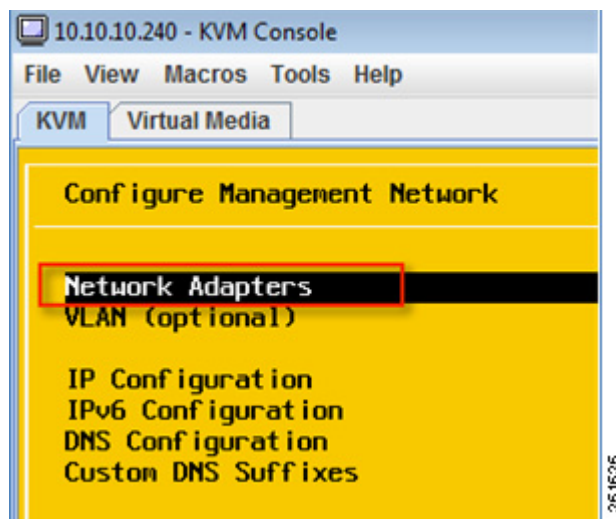 10.10.10.240 - KVM Console
File View Macros Tools Help
KVM Virtual Media
Configure Management Network
Network Adapters
VLAN (optional)
IP Configuration
IPv6 Configuration
DNS Configuration
Custom DNS Suffixes